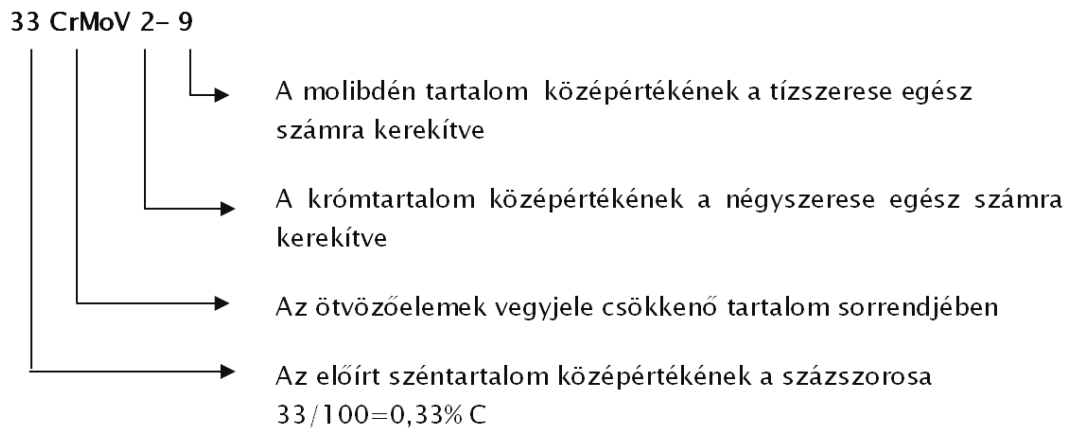 33 CrMoV 2- 9
A molibdén tartalom középértékének a tízszerese egész
számra kerekítve
A krómtartalom középértékének a négyszerese egész számra
kerekítve
Az ötvözőelemek vegyjele csökkenő tartalom sorrendjében
Az előírt széntartalom középértékének a százszorosa
33/100=0,33% C